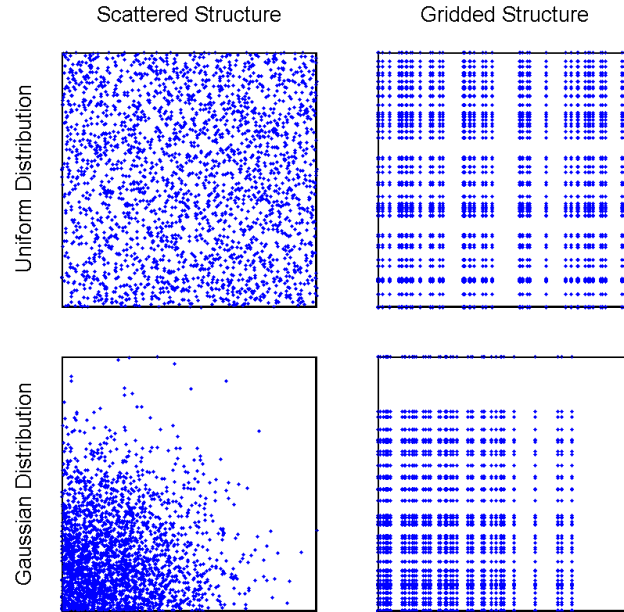 Scattered Structure
Gridded Structure
Uniform Distribution
Gaussian Distribution